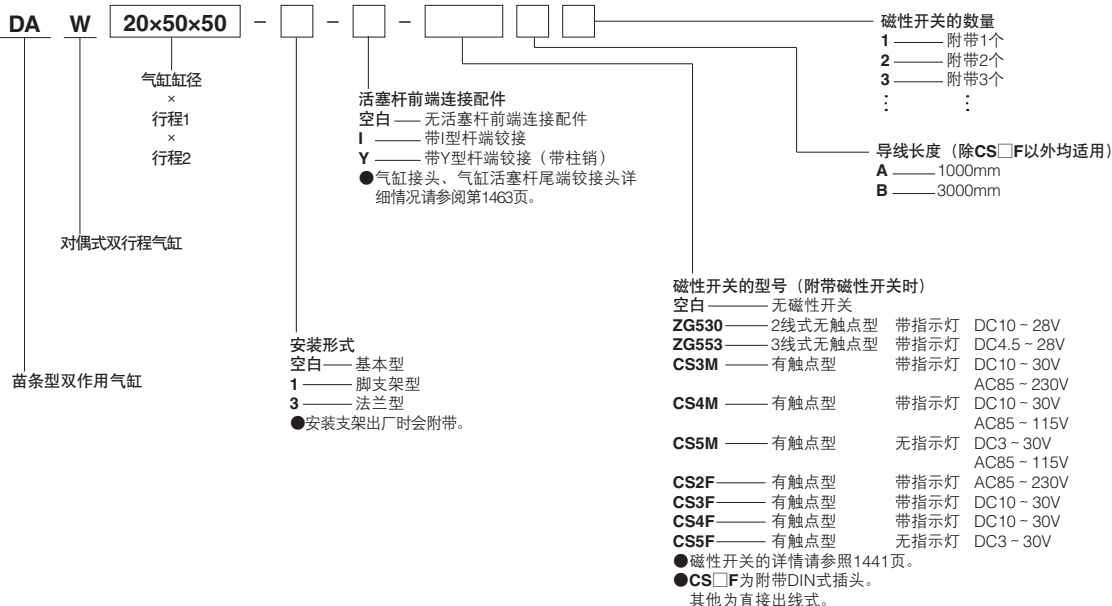 DA W 20×50×50 − □ − □ − □ □ □
气缸缸径
×
行程1
×
行程2
对偶式双行程气缸
苗条型双作用气缸
安装形式
空白 —— 基本型
1 —— 脚支架型
3 —— 法兰型
●安装支架出厂时会附带。
活塞杆前端连接配件
空白 —— 无活塞杆前端连接配件
I —— 带I型杆端铰接
Y —— 带Y型杆端铰接（带柱销）
●气缸接头、气缸活塞杆尾端铰接头详
细情况请参阅第1463页。
磁性开关的型号（附带磁性开关时）
空白 —— 无磁性开关
ZG530 —— 2线式无触点型 带指示灯 DC10~28V
ZG553 —— 3线式无触点型 带指示灯 DC4.5~28V
CS3M —— 有触点型 带指示灯 DC10~30V
AC85~230V
CS4M —— 有触点型 带指示灯 DC10~30V
AC85~115V
CS5M —— 有触点型 无指示灯 DC3~30V
AC85~115V
CS2F —— 有触点型 带指示灯 AC85~230V
CS3F —— 有触点型 带指示灯 DC10~30V
CS4F —— 有触点型 带指示灯 DC10~30V
CS5F —— 有触点型 无指示灯 DC3~30V
●磁性开关的详情请参照1441页。
●CS□F为附带DIN式插头。
其他为直接出线式。
导线长度（除CS□F以外均适用）
A —— 1000mm
B —— 3000mm
磁性开关的数量
1 —— 附带1个
2 —— 附带2个
3 —— 附带3个
⋮ ⋮